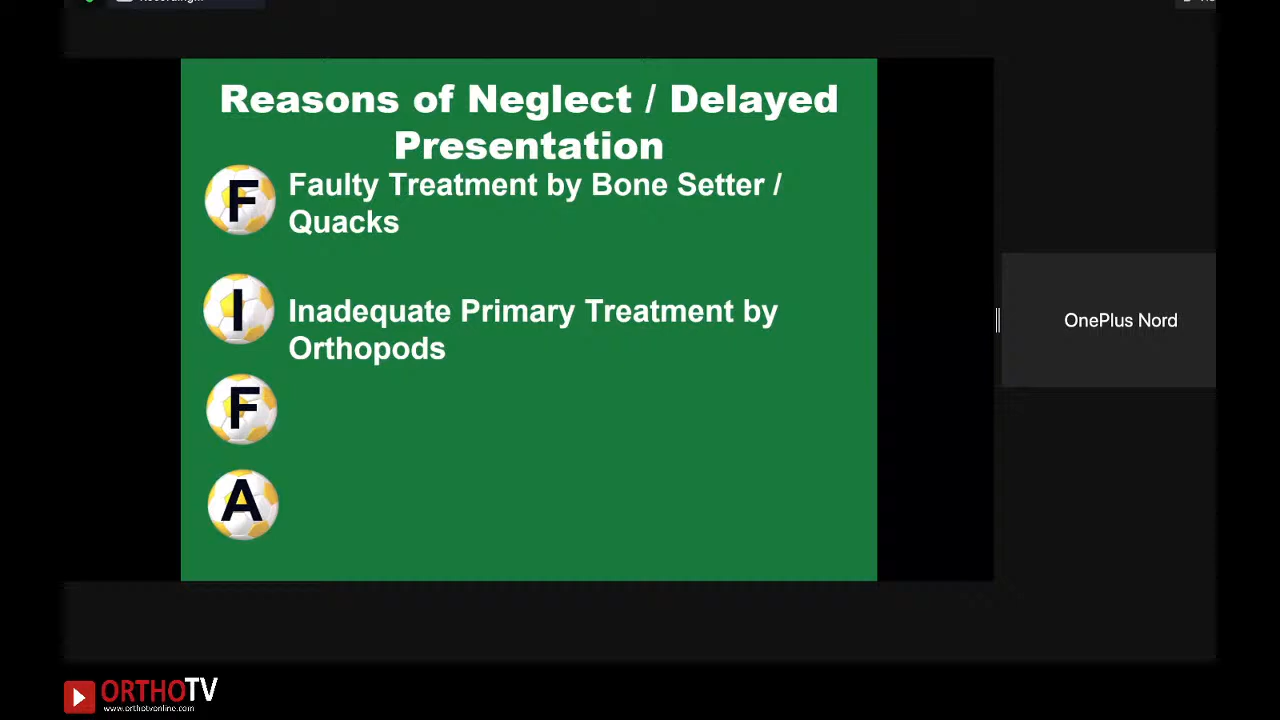 Reasons of Neglect / Delayed
Presentation
F
Faulty Treatment by Bone Setter /
Quacks
I
Inadequate Primary Treatment by
Orthopods
F
A
OnePlus Nord
ORTHOTV
www.orthotvonline.com